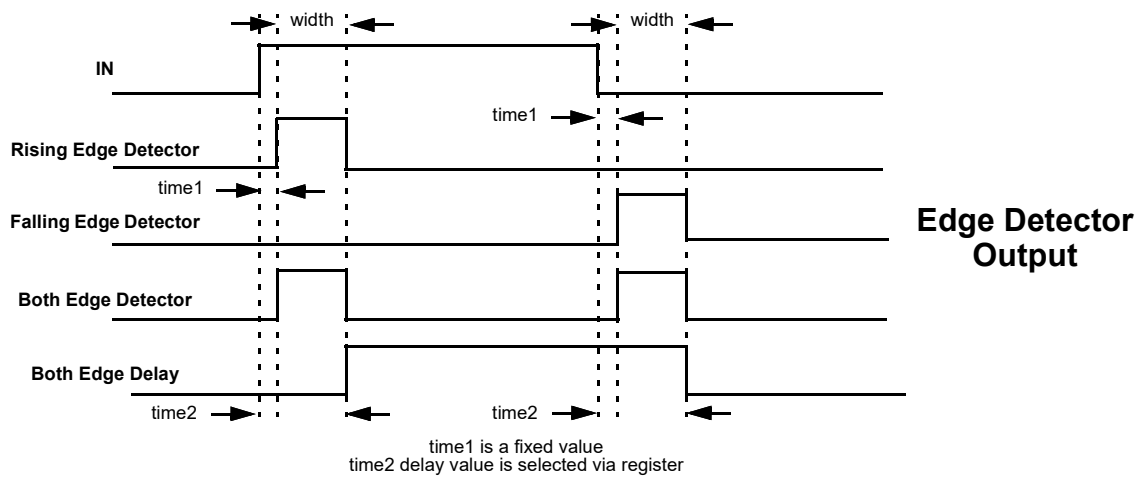 width
width
IN
time1
Rising Edge Detector
time1
Falling Edge Detector
Edge Detector
Output
Both Edge Detector
Both Edge Delay
time2
time2
time1 is a fixed value
time2 delay value is selected via register